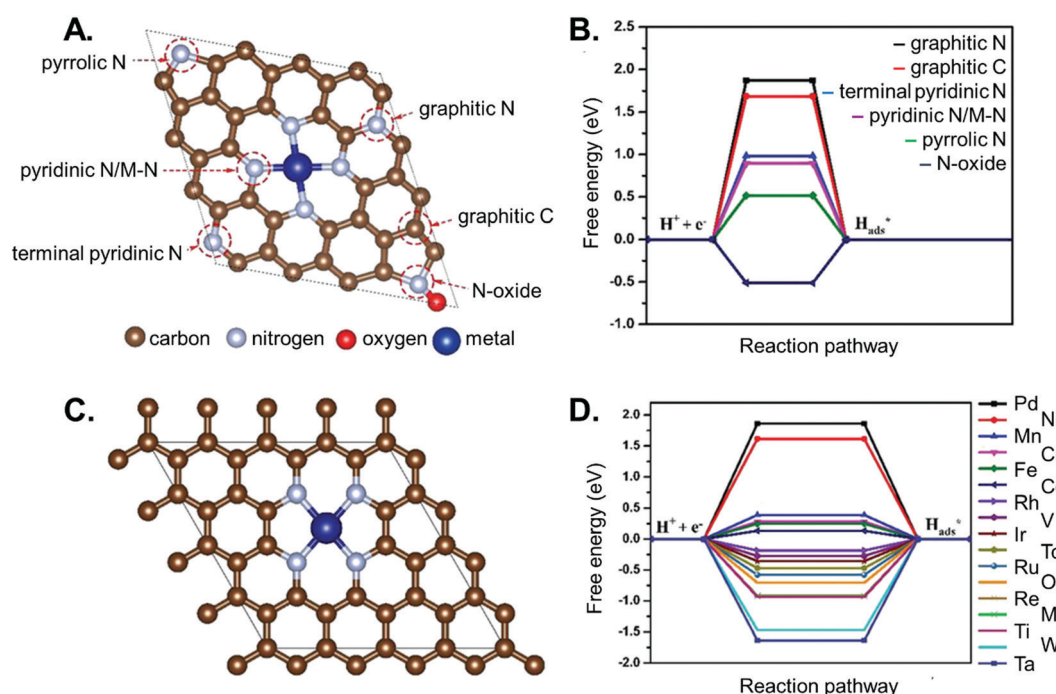 A.
pyrrolic N
graphitic N
pyridinic N/M-N
graphitic C
terminal pyridinic N
N-oxide
carbon nitrogen oxygen metal
B.
Free energy (eV)
2.5
2.0
1.5
1.0
0.5
0.0
-0.5
-1.0
H⁺ + e⁻
Hads*
graphitic N
graphitic C
terminal pyridinic N
pyridinic N/M-N
pyrrolic N
N-oxide
Reaction pathway
C.
D.
Free energy (eV)
2.0
1.5
1.0
0.5
0.0
-0.5
-1.0
-1.5
-2.0
H⁺ + e⁻
Hads*
Pd
N
Mn
C
Fe
Rh
V
Ir
Ru
O
Re
M
Ti
W
Ta
Reaction pathway